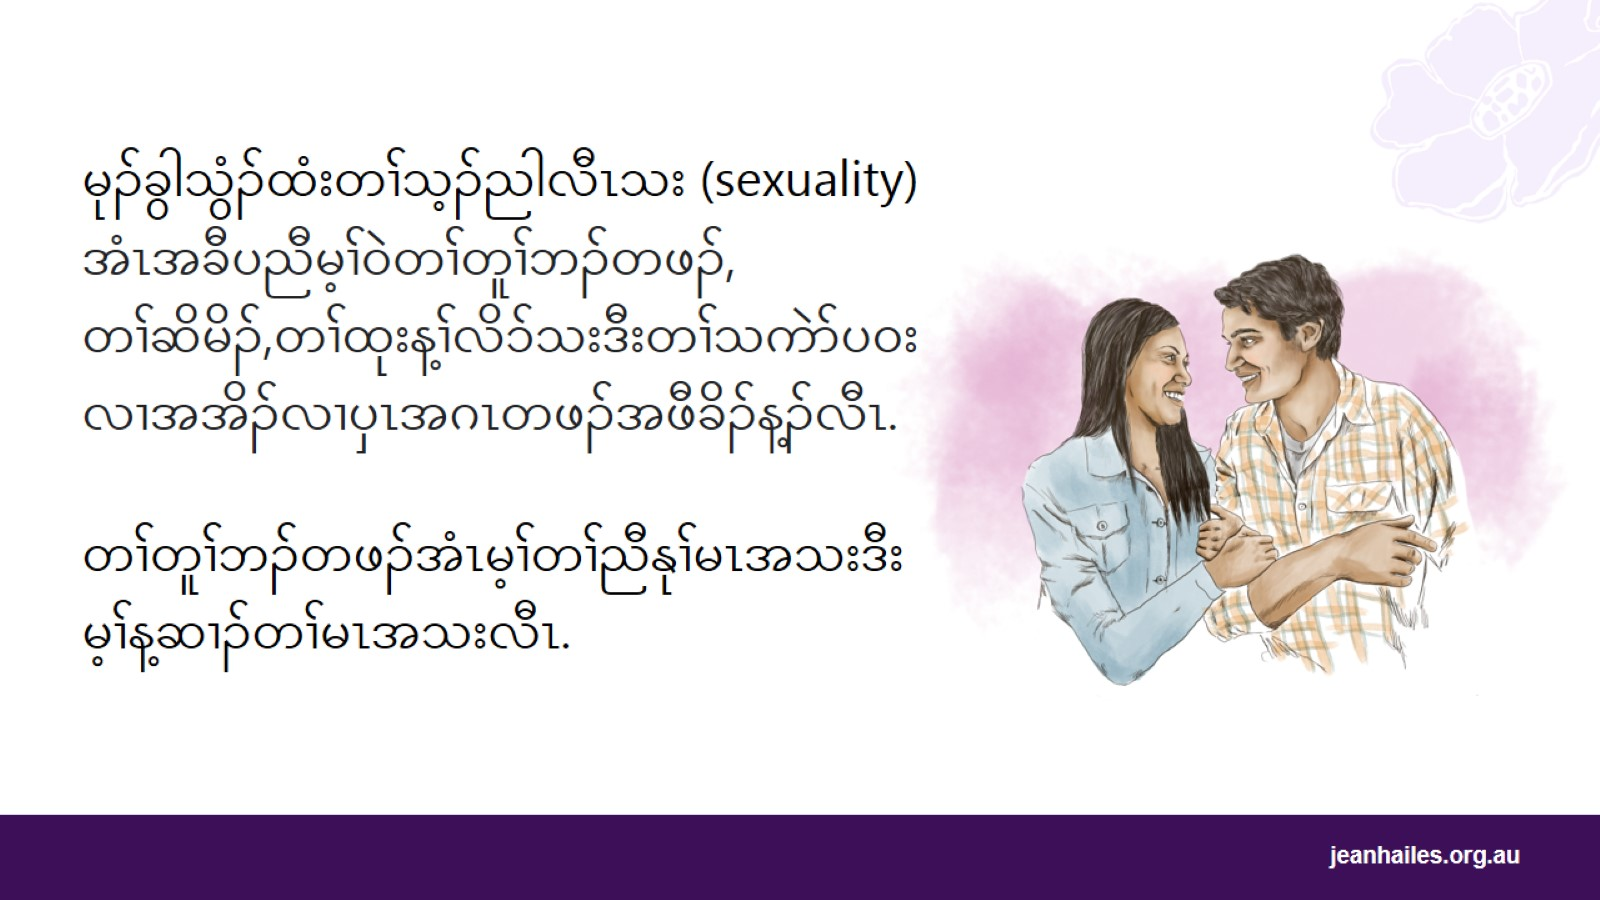 မုၣ်ခွါသွံၣ်ထံးတၢ်သ့ၣ်ညါလီၤသး (sexuality)
အံၤအခီပညီမ့ၢ်ဝဲတၢ်တူၢ်ဘၣ်တဖၣ်,
တၢ်ဆိမိၣ်,တၢ်ထုးန့ၢ်လိာ်သးဒီးတၢ်သကဲာ်ပဝး
လၢအအိၣ်လၢပှၤအဂၤတဖၣ်အဖီခိၣ်န့ၣ်လီၤ.
တၢ်တူၢ်ဘၣ်တဖၣ်အံၤမ့ၢ်တၢ်ညီနုၢ်မၤအသးဒီး
မ့ၢ်န့ဆၢၣ်တၢ်မၤအသးလီၤ.
jeanhailes.org.au